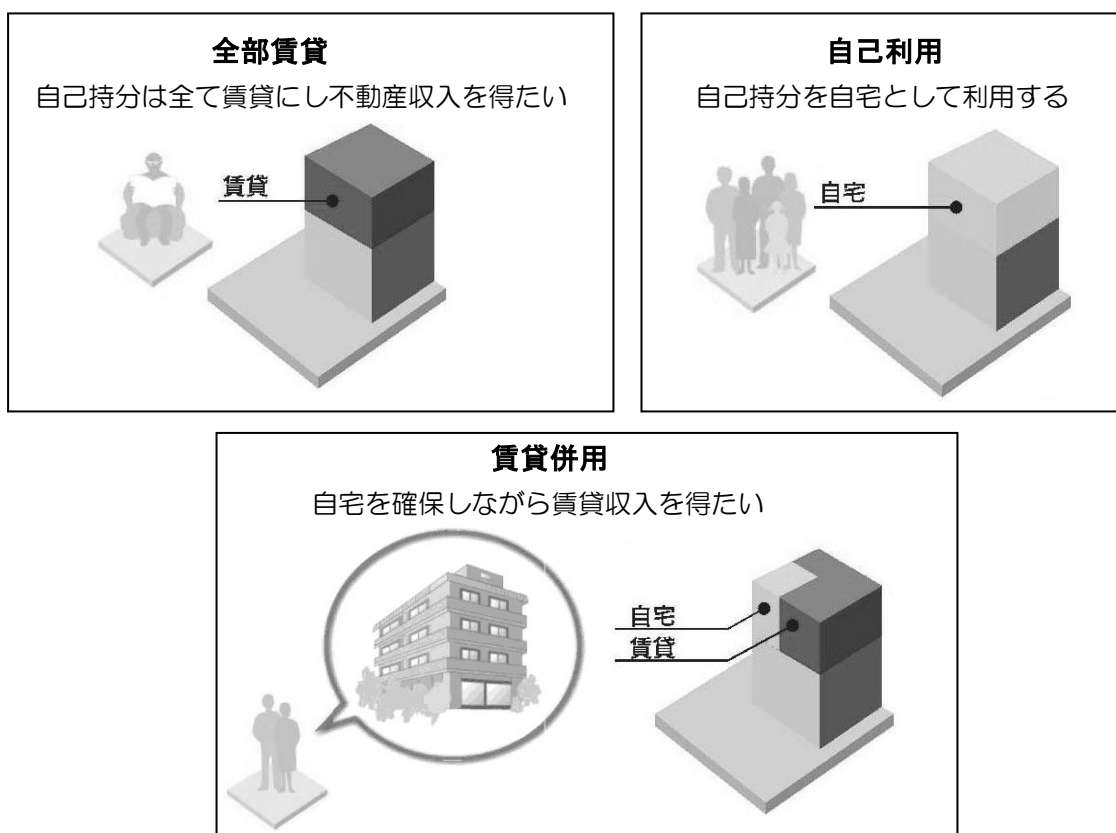 全部賃貸
自己持分は全て賃貸にし不動産収入を得たい
賃貸
自己利用
自己持分を自宅として利用する
自宅
賃貸併用
自宅を確保しながら賃貸収入を得たい
自宅
賃貸